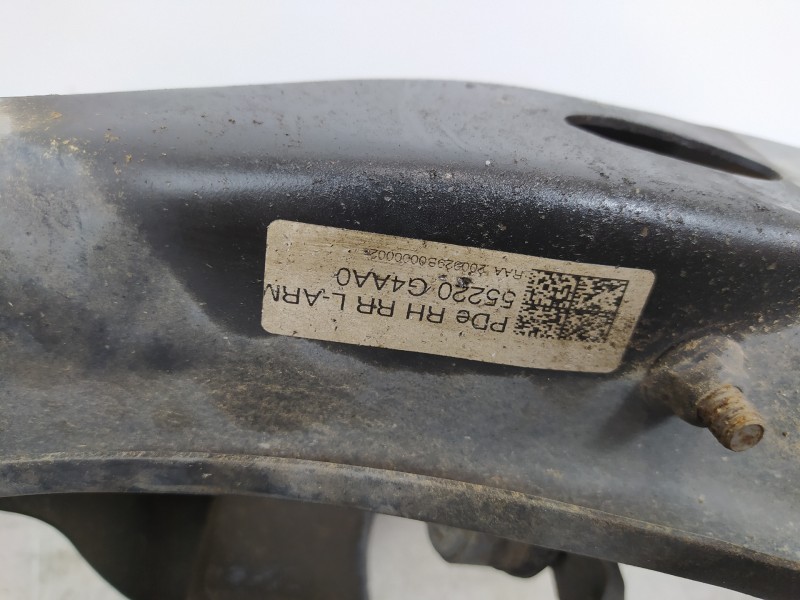 PDe RH RR L-ARM
55220 G4AA0